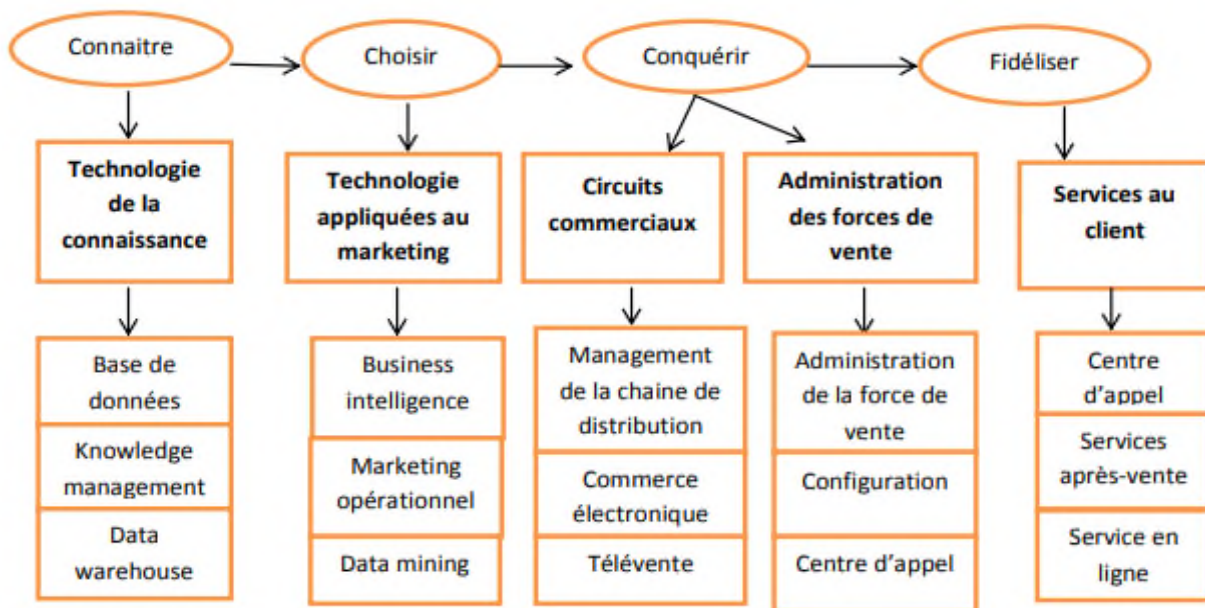 Connaitre
Choisir
Conquérir
Fidéliser
Technologie
de la
connaissance
Technologie
appliquées au
marketing
Circuits
commerciaux
Administration
des forces de
vente
Services au
client
Base de
données
Knowledge
management
Data
warehouse
Business
intelligence
Marketing
opérationnel
Data mining
Management
de la chaine de
distribution
Commerce
électronique
Télévente
Administration
de la force de
vente
Configuration
Centre d'appel
Centre
d'appel
Services
après-vente
Service en
ligne